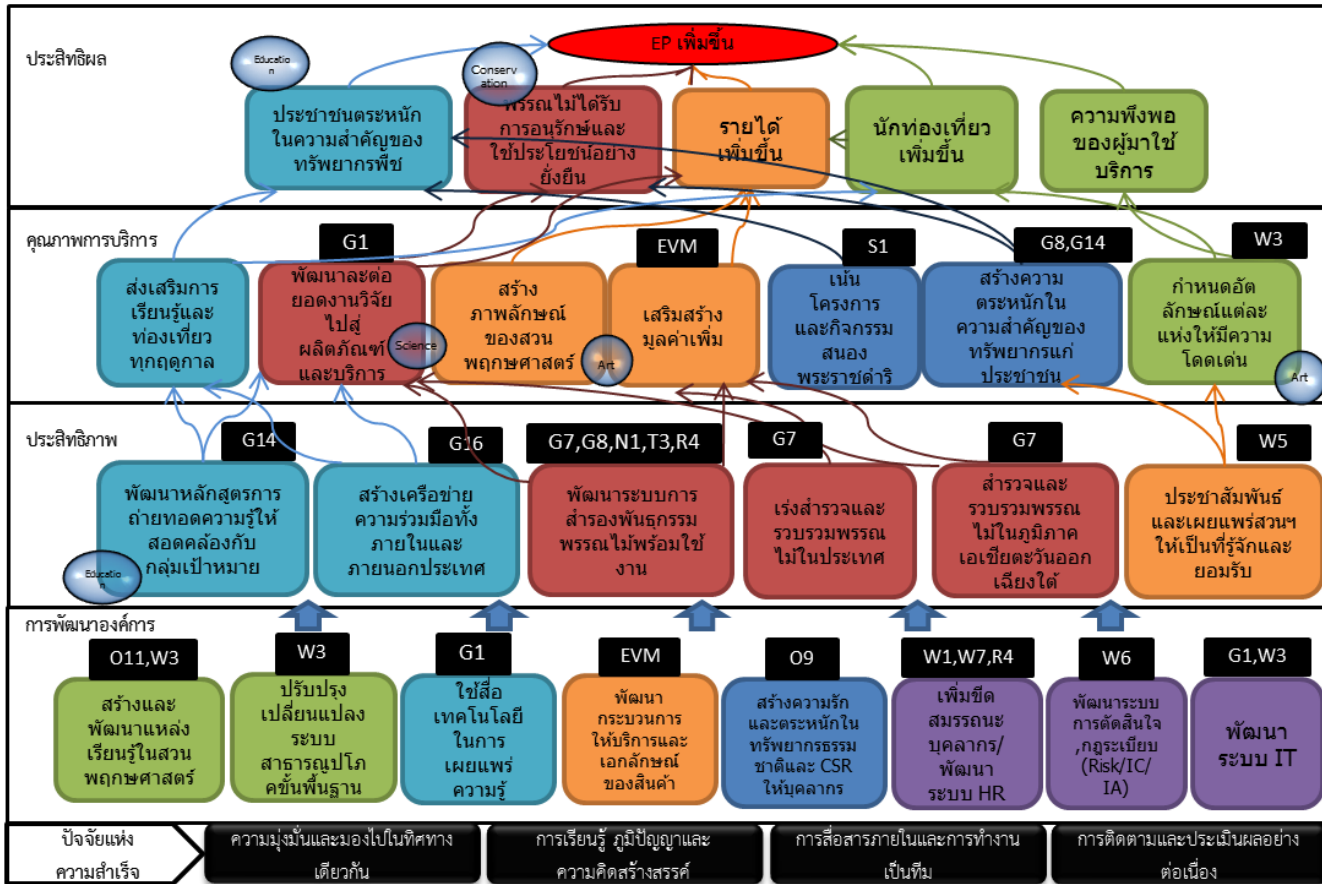 ประสิทธิผล
EP เพิ่มขึ้น
Educatio
n
ประชาชนตระหนัก
ในความสำคัญของ
ทรัพยากรพืช
Conserv
ation
พรรณไม้ได้รับ
การอนุรักษ์และ
ใช้ประโยชน์อย่าง
ยั่งยืน
รายได้
เพิ่มขึ้น
นักท่องเที่ยว
เพิ่มขึ้น
ความพึงพอ
ของผู้มาใช้
บริการ
คุณภาพการบริการ
ส่งเสริมการ
เรียนรู้และ
ท่องเที่ยว
ทุกฤดูกาล
G1
พัฒนาละต่อ
ยอดงานวิจัย
ไปสู่
ผลิตภัณฑ์
และบริการ
Science
สร้าง
ภาพลักษณ์
ของสวน
พฤกษศาสตร์
Art
EVM
เสริมสร้าง
มูลค่าเพิ่ม
S1
เน้น
โครงการ
และกิจกรรม
สนอง
พระราชดำริ
G8,G14
สร้างความ
ตระหนักใน
ความสำคัญของ
ทรัพยากรแก่
ประชาชน
W3
กำหนดอัต
ลักษณ์แต่ละ
แห่งให้มีความ
โดดเด่น
Art
ประสิทธิภาพ
G14
พัฒนาหลักสูตรการ
ถ่ายทอดความรู้ให้
สอดคล้องกับ
กลุ่มเป้าหมาย
Educatio
n
G16
สร้างเครือข่าย
ความร่วมมือทั้ง
ภายในและ
ภายนอกประเทศ
G7,G8,N1,T3,R4
พัฒนาระบบการ
สำรองพันธุกรรม
พรรณไม้พร้อมใช้
งาน
G7
เร่งสำรวจและ
รวบรวมพรรณ
ไม้ในประเทศ
G7
สำรวจและ
รวบรวมพรรณ
ไม้ในภูมิภาค
เอเชียตะวันออก
เฉียงใต้
W5
ประชาสัมพันธ์
และเผยแพร่สวนฯ
ให้เป็นที่รู้จักและ
ยอมรับ
การพัฒนาองค์การ
O11,W3
สร้างและ
พัฒนาแหล่ง
เรียนรู้ในสวน
พฤกษศาสตร์
W3
ปรับปรุง
เปลี่ยนแปลง
ระบบ
สาธารณูปโภ
คขั้นพื้นฐาน
G1
ใช้สื่อ
เทคโนโลยี
ในการ
เผยแพร่
ความรู้
EVM
พัฒนา
กระบวนการ
ให้บริการและ
เอกลักษณ์
ของสินค้า
O9
สร้างความรัก
และตระหนักใน
ทรัพยากรธรรม
ชาติและ CSR
ให้บุคลากร
W1,W7,R4
เพิ่มขีด
สมรรถนะ
บุคลากร/
พัฒนา
ระบบ HR
W6
พัฒนาระบบ
การตัดสินใจ
,กฎระเบียบ
(Risk/IC/
IA)
G1,W3
พัฒนา
ระบบ IT
ปัจจัยแห่ง
ความสำเร็จ
ความมุ่งมั่นและมองไปในทิศทาง
เดียวกัน
การเรียนรู้ ภูมิปัญญาและ
ความคิดสร้างสรรค์
การสื่อสารภายในและการทำงาน
เป็นทีม
การติดตามและประเมินผลอย่าง
ต่อเนื่อง